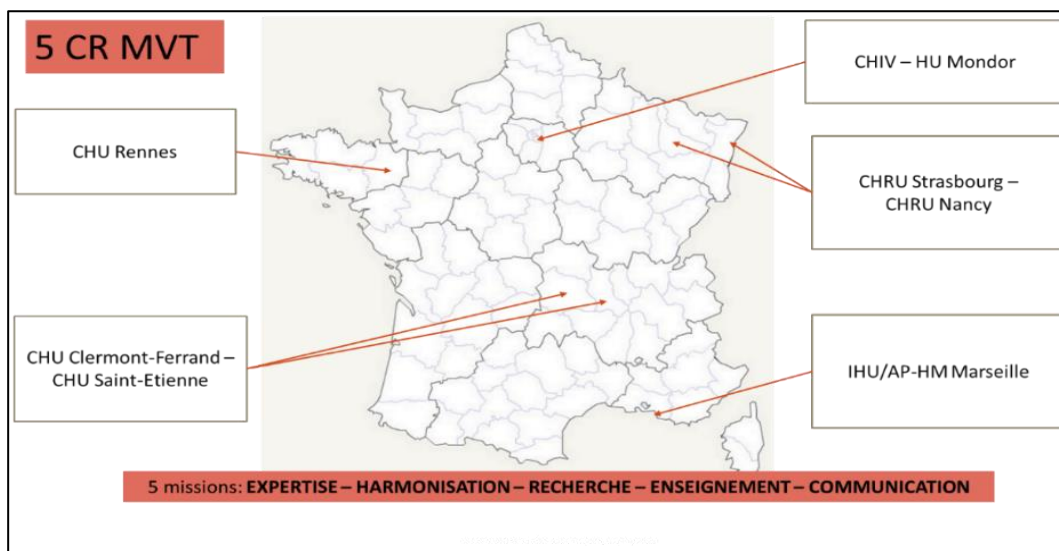 5 CR MVT
CHIV – HU Mondor
CHU Rennes
CHRU Strasbourg –
CHRU Nancy
CHU Clermont-Ferrand –
CHU Saint-Etienne
IHU/AP-HM Marseille
5 missions: EXPERTISE – HARMONISATION – RECHERCHE – ENSEIGNEMENT – COMMUNICATION